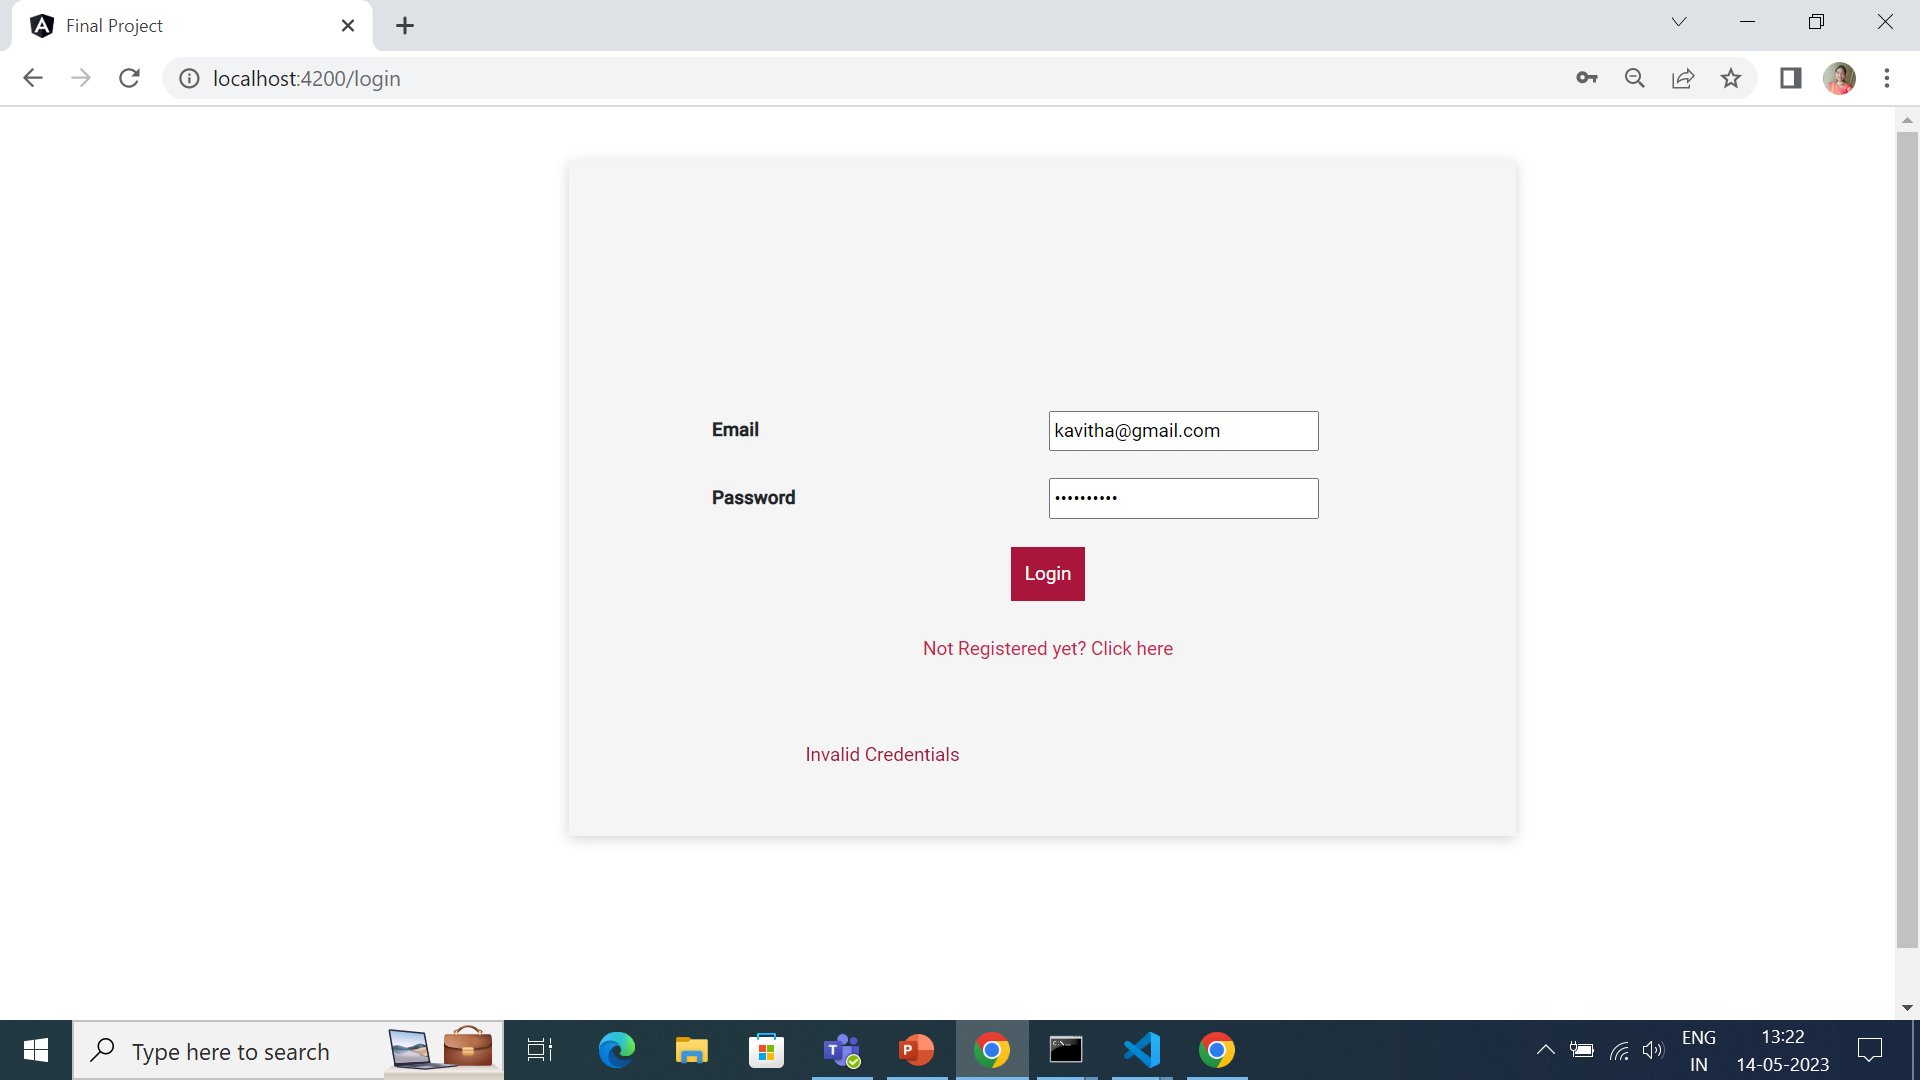 Final Project
localhost:4200/login
Email
kavitha@gmail.com
Password
••••••••••
Login
Not Registered yet? Click here
Invalid Credentials
Type here to search
ENG
IN
13:22
14-05-2023